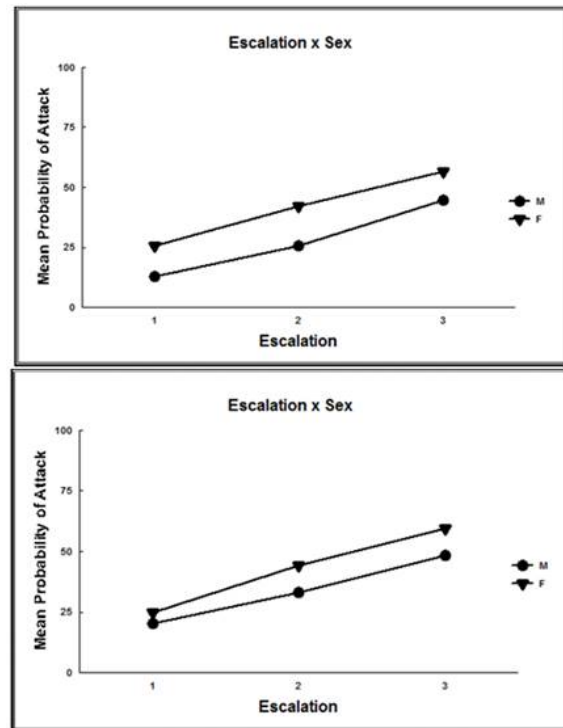 Escalation x Sex
100
75
50
25
0
Mean Probability of Attack
M
F
1 2 3
Escalation
Escalation x Sex
100
75
50
25
0
Mean Probability of Attack
M
F
1 2 3
Escalation